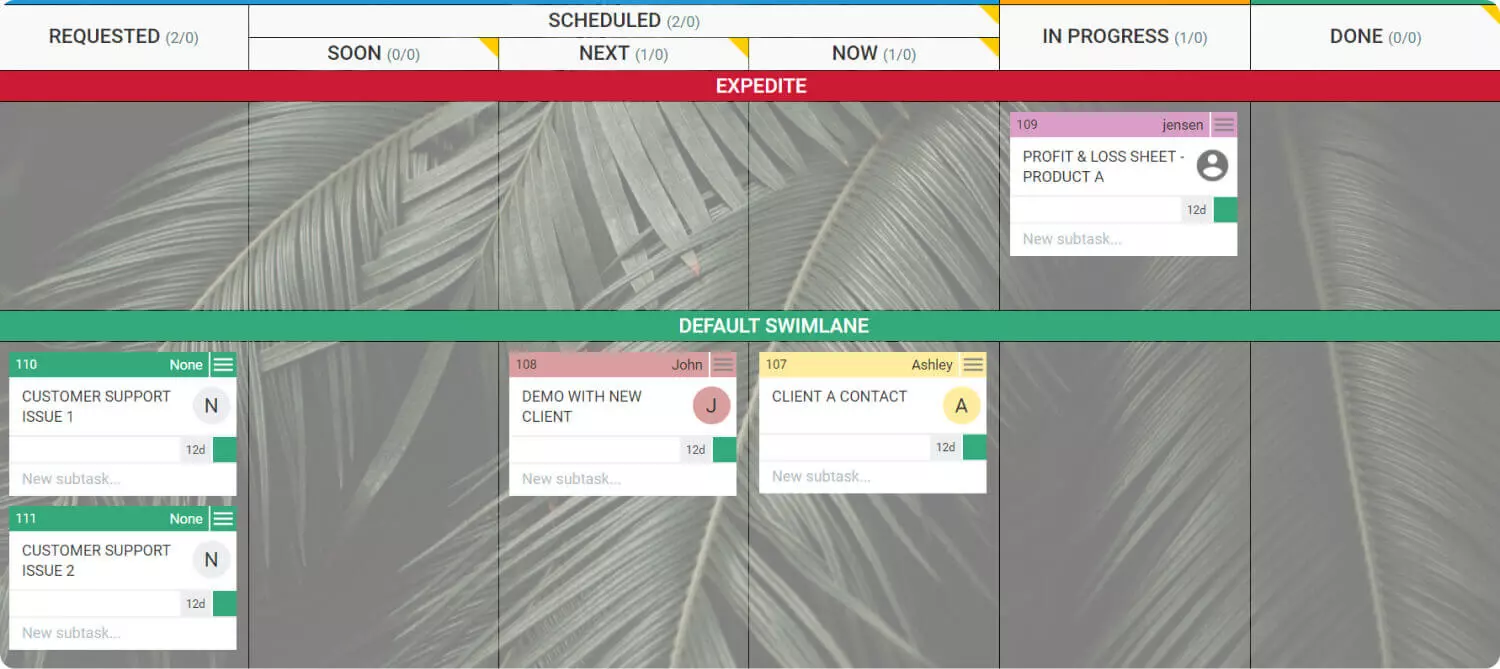 REQUESTED (2/0)
SCHEDULED (2/0)
SOON (0/0)
NEXT (1/0)
NOW (1/0)
IN PROGRESS (1/0)
DONE (0/0)
EXPEDITE
109 jensen
PROFIT & LOSS SHEET -
PRODUCT A
12d
New subtask...
DEFAULT SWIMLANE
110 None
CUSTOMER SUPPORT
ISSUE 1
N
12d
New subtask...
111 None
CUSTOMER SUPPORT
ISSUE 2
N
12d
New subtask...
108 John
DEMO WITH NEW
CLIENT
J
12d
New subtask...
107 Ashley
CLIENT A CONTACT
A
12d
New subtask...